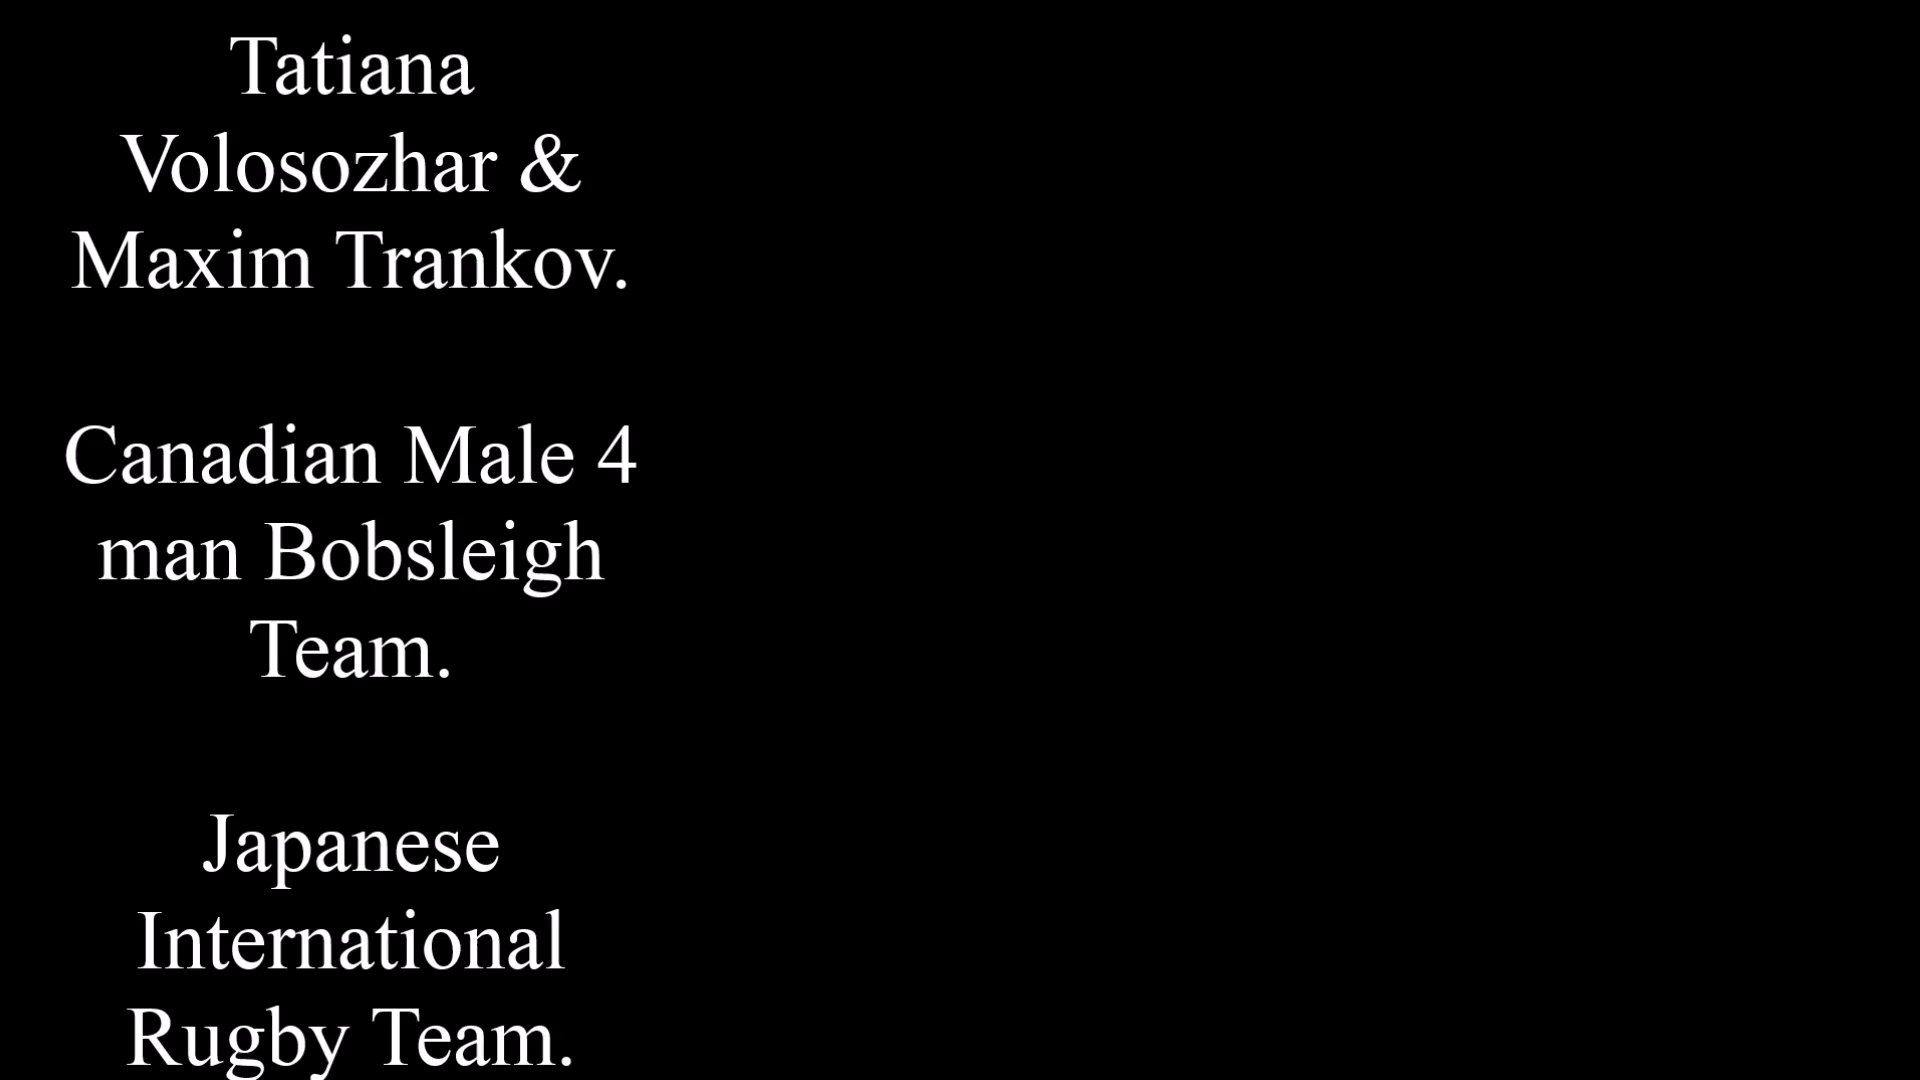 Tatiana
Volosozhar &
Maxim Trankov.
Canadian Male 4
man Bobsleigh
Team.
Japanese
International
Rugby Team.